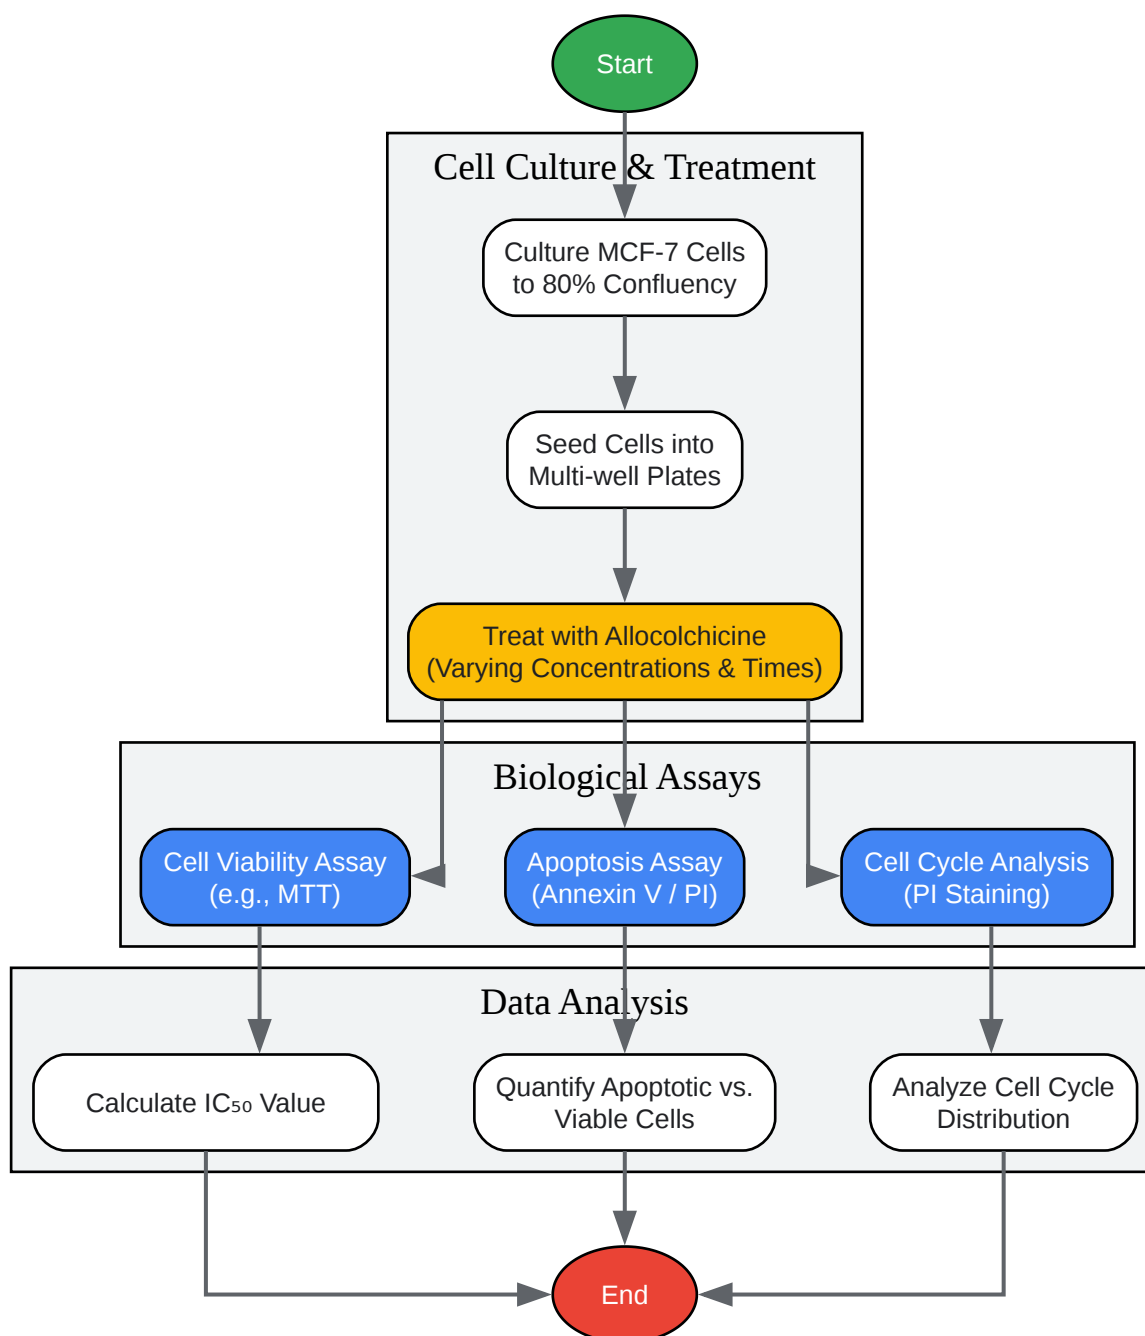 Start
Cell Culture & Treatment
Culture MCF-7 Cells
to 80% Confluency
Seed Cells into
Multi-well Plates
Treat with Allocolchicine
(Varying Concentrations & Times)
Biological Assays
Cell Viability Assay
(e.g., MTT)
Apoptosis Assay
(Annexin V / PI)
Cell Cycle Analysis
(PI Staining)
Data Analysis
Calculate IC₅₀ Value
Quantify Apoptotic vs.
Viable Cells
Analyze Cell Cycle
Distribution
End